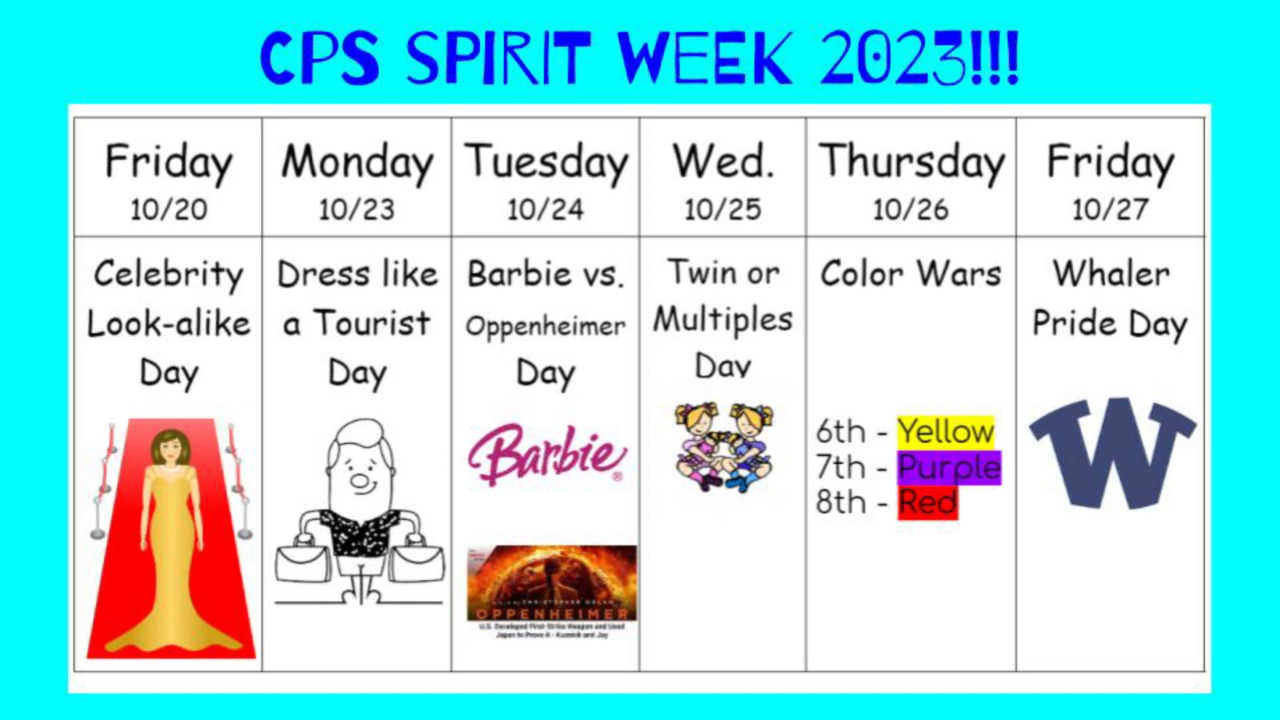 CPS SPIRIT WEEK 2023!!!
Friday
10/20
Monday
10/23
Tuesday
10/24
Wed.
10/25
Thursday
10/26
Friday
10/27
Celebrity
Look-alike
Day
Dress like
a Tourist
Day
Barbie vs.
Oppenheimer
Day
Barbie®
OPPENHEIMER
U.S. Developed First-Strike Weapon and Used
Japan to Prove it - Kuznick and Jay
Twin or
Multiples
Day
Color Wars
6th - Yellow
7th - Purple
8th - Red
Whaler
Pride Day
W